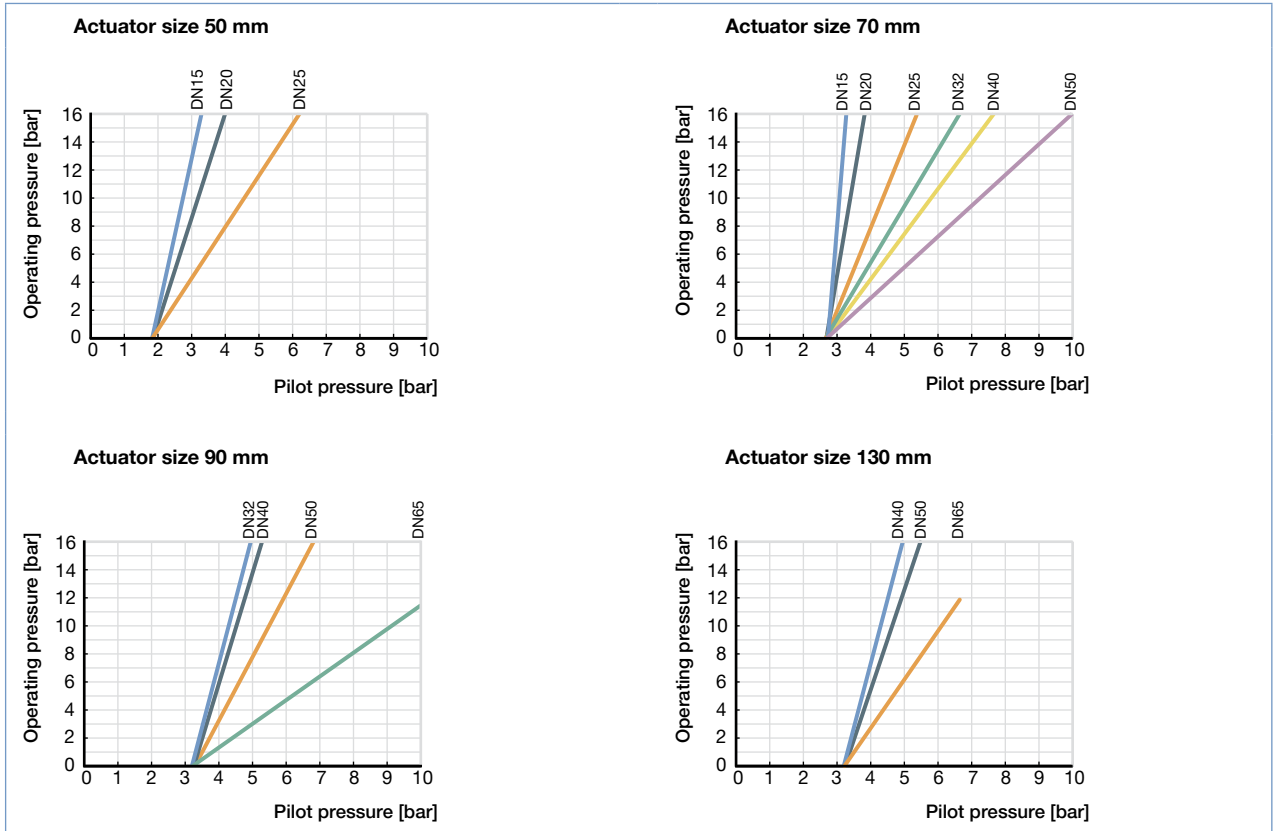 Actuator size 50 mm
DN15 DN20 DN25
Operating pressure [bar]
16
14
12
10
8
6
4
2
0
0 1 2 3 4 5 6 7 8 9 10
Pilot pressure [bar]
Actuator size 70 mm
DN15 DN20 DN25 DN32 DN40 DN50
Operating pressure [bar]
16
14
12
10
8
6
4
2
0
0 1 2 3 4 5 6 7 8 9 10
Pilot pressure [bar]
Actuator size 90 mm
DN32 DN40 DN50 DN65
Operating pressure [bar]
16
14
12
10
8
6
4
2
0
0 1 2 3 4 5 6 7 8 9 10
Pilot pressure [bar]
Actuator size 130 mm
DN40 DN50 DN65
Operating pressure [bar]
16
14
12
10
8
6
4
2
0
0 1 2 3 4 5 6 7 8 9 10
Pilot pressure [bar]